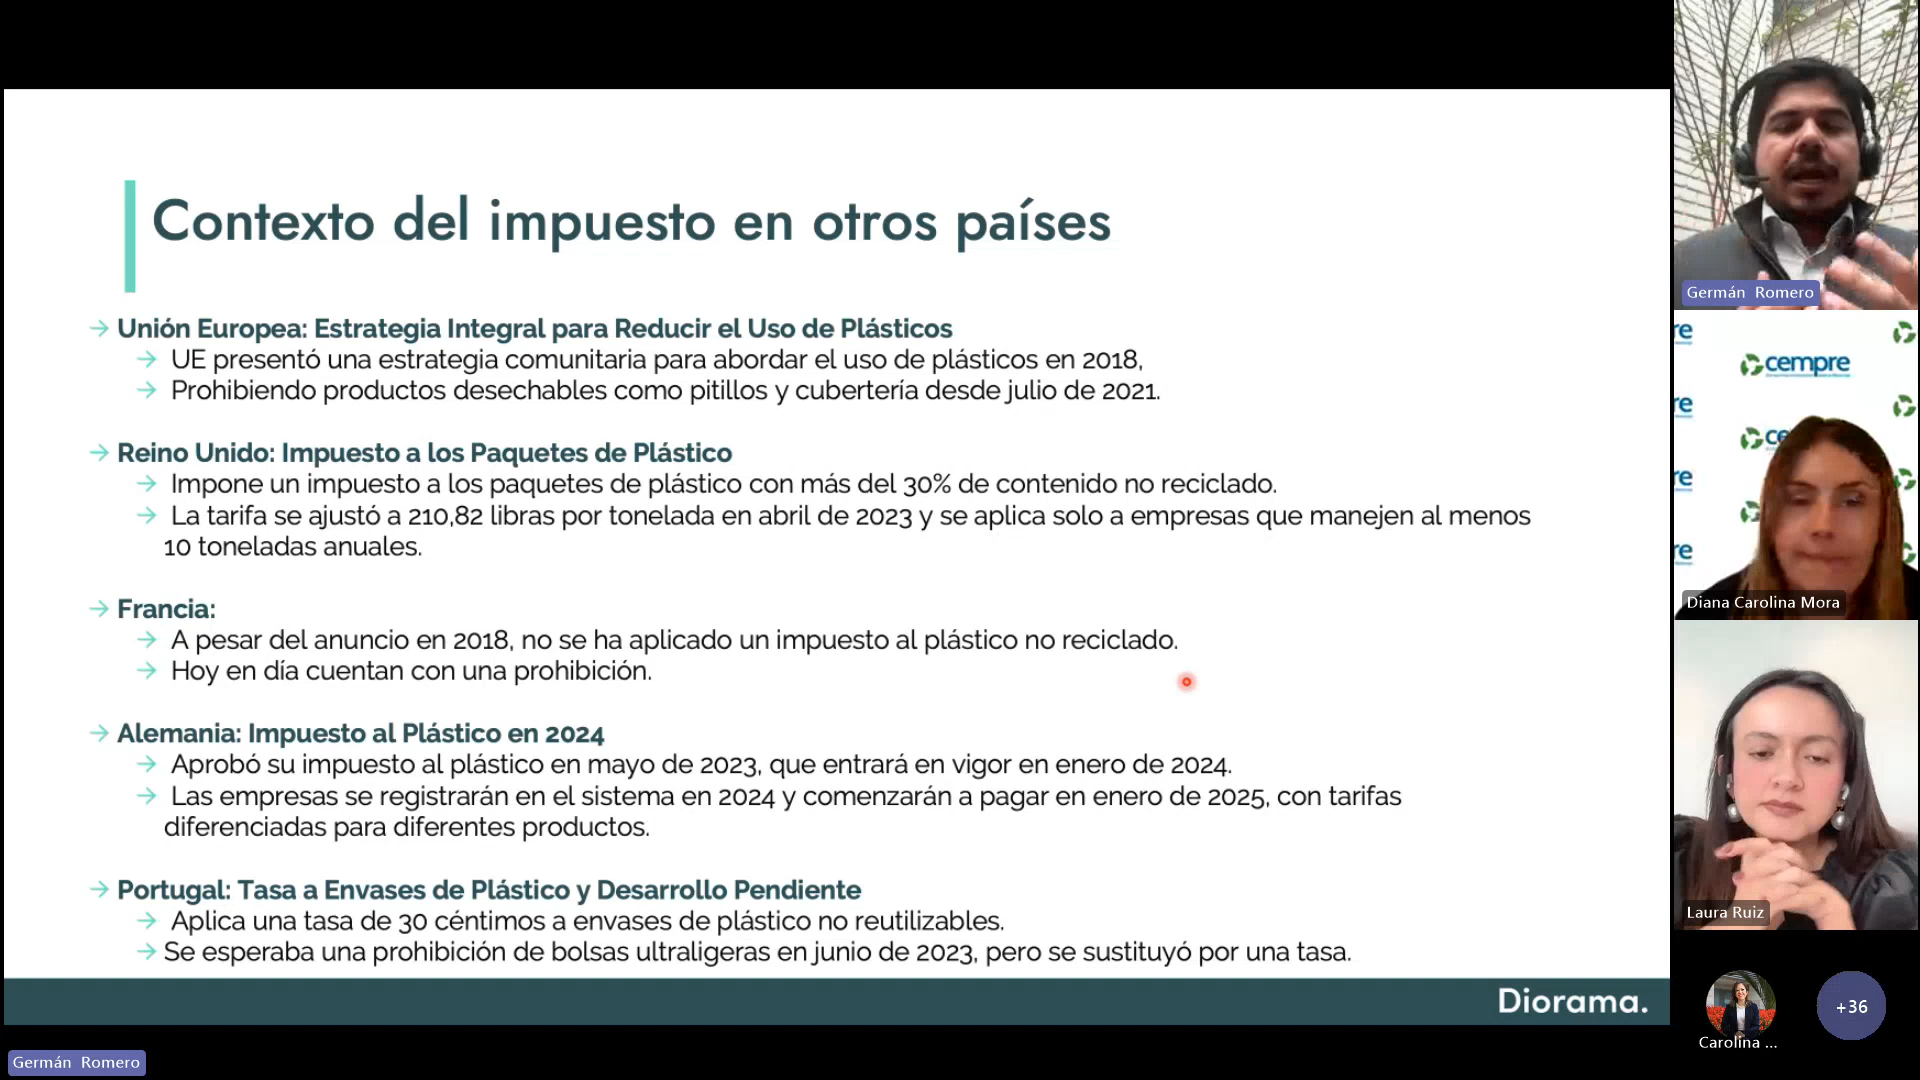 Contexto del impuesto en otros países
→ Unión Europea: Estrategia Integral para Reducir el Uso de Plásticos
→ UE presentó una estrategia comunitaria para abordar el uso de plásticos en 2018,
→ Prohibiendo productos desechables como pitillos y cubertería desde julio de 2021.
→ Reino Unido: Impuesto a los Paquetes de Plástico
→ Impone un impuesto a los paquetes de plástico con más del 30% de contenido no reciclado.
→ La tarifa se ajustó a 210,82 libras por tonelada en abril de 2023 y se aplica solo a empresas que manejen al menos
10 toneladas anuales.
→ Francia:
→ A pesar del anuncio en 2018, no se ha aplicado un impuesto al plástico no reciclado.
→ Hoy en día cuentan con una prohibición.
→ Alemania: Impuesto al Plástico en 2024
→ Aprobó su impuesto al plástico en mayo de 2023, que entrará en vigor en enero de 2024.
→ Las empresas se registrarán en el sistema en 2024 y comenzarán a pagar en enero de 2025, con tarifas
diferenciadas para diferentes productos.
→ Portugal: Tasa a Envases de Plástico y Desarrollo Pendiente
→ Aplica una tasa de 30 céntimos a envases de plástico no reutilizables.
→ Se esperaba una prohibición de bolsas ultraligeras en junio de 2023, pero se sustituyó por una tasa.
Diorama.
Germán Romero
Germán Romero
re
cempre
re
ce
re
re
Diana Carolina Mora
Laura Ruiz
Carolina ...
+36